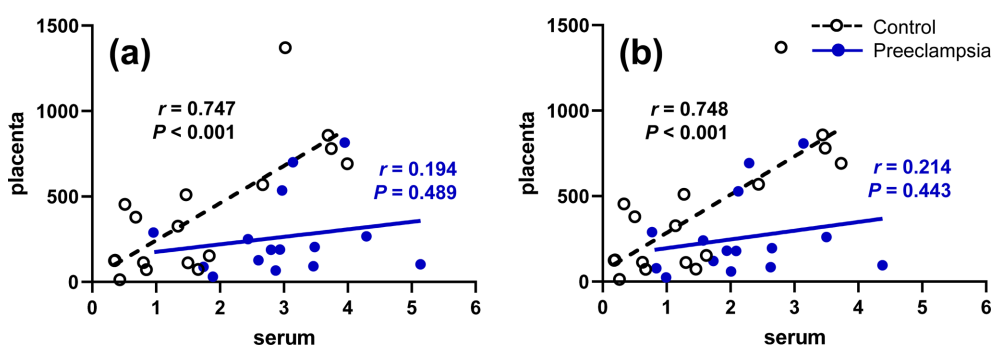 (a)
placenta
1500
1000
500
0
r = 0.747
P < 0.001
r = 0.194
P = 0.489
0 1 2 3 4 5 6
serum
(b)
Control
Preeclampsia
placenta
1500
1000
500
0
r = 0.748
P < 0.001
r = 0.214
P = 0.443
0 1 2 3 4 5 6
serum